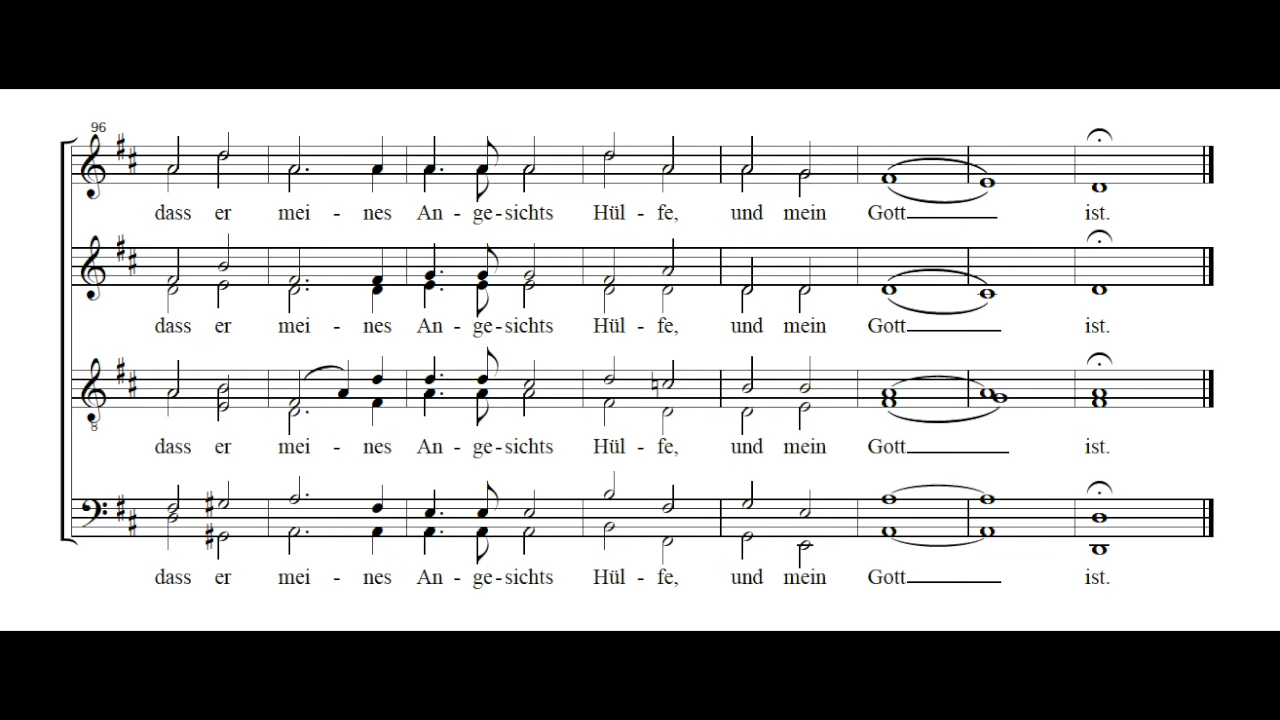 96
dass er mei - nes An - ge - sichts Hül - fe, und mein Gott ist.
dass er mei - nes An - ge - sichts Hül - fe, und mein Gott ist.
dass er mei - nes An - ge - sichts Hül - fe, und mein Gott ist.
8
dass er mei - nes An - ge - sichts Hül - fe, und mein Gott ist.